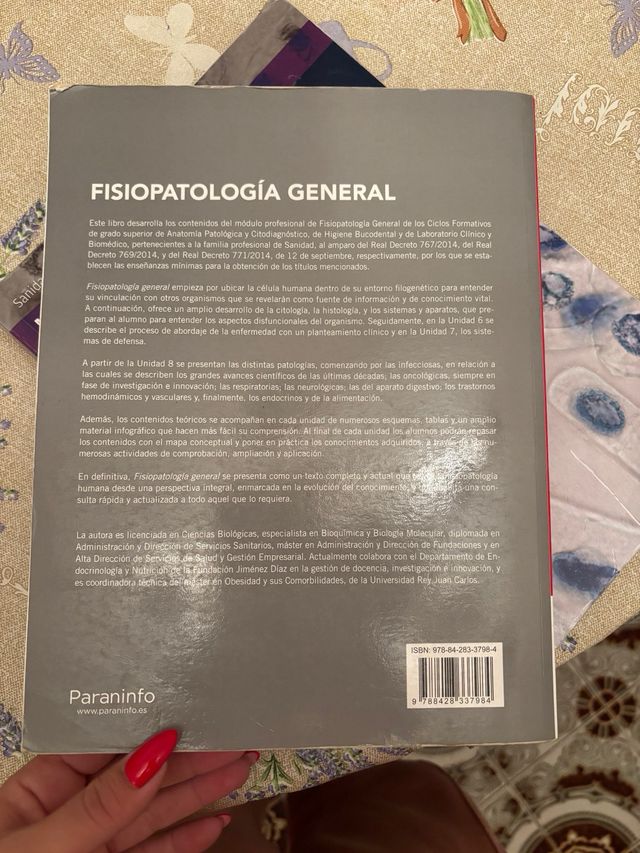 FISIOPATOLOGÍA GENERAL
Este libro desarrolla los contenidos del módulo profesional de Fisiopatología General de los Ciclos Formativos
de grado superior de Anatomía Patológica y Citodiagnóstico, de Higiene Bucodental y de Laboratorio Clínico y
Biomédico, pertenecientes a la familia profesional de Sanidad, al amparo del Real Decreto 767/2014, del Real
Decreto 769/2014, y del Real Decreto 771/2014, de 12 de septiembre, respectivamente, por los que se esta-
blecen las enseñanzas mínimas para la obtención de los títulos mencionados.
Fisiopatología general empieza por ubicar la célula humana dentro de su entorno filogenético para entender
su vinculación con otros organismos que se revelarán como fuente de información y de conocimiento vital.
A continuación, ofrece un amplio desarrollo de la citología, la histología, y los sistemas y aparatos, que pre-
paran al alumno para entender los aspectos disfuncionales del organismo. Seguidamente, en la Unidad 6 se
describe el proceso de abordaje de la enfermedad con un planteamiento clínico y en la Unidad 7, los siste-
mas de defensa.
A partir de la Unidad 8 se presentan las distintas patologías, comenzando por las infecciosas, en relación a
las cuales se describen los grandes avances científicos de las últimas décadas; las oncológicas, siempre en
fase de investigación e innovación; las respiratorias; las neurológicas; las del aparato digestivo; los trastornos
hemodinámicos y vasculares y, finalmente, los endocrinos y de la alimentación.
Además, los contenidos teóricos se acompañan en cada unidad de numerosos esquemas, tablas y un amplio
material infográfico que hacen más fácil su comprensión. Al final de cada unidad los alumnos podrán repasar
los contenidos con el mapa conceptual y poner en práctica los conocimientos adquiridos, a través de las nu-
merosas actividades de comprobación, ampliación y aplicación.
En definitiva, Fisiopatología general se presenta como un texto completo y actual que fisiopatología
humana desde una perspectiva integral, enmarcada en la evolución del conocimiento, y una con-
sulta rápida y actualizada a todo aquel que lo requiera.
La autora es licenciada en Ciencias Biológicas, especialista en Bioquímica y Biología Molecular, diplomada en
Administración y Dirección de Servicios Sanitarios, máster en Administración y Dirección de Fundaciones y en
Alta Dirección de Servicios de Salud y Gestión Empresarial. Actualmente colabora con el Departamento de En-
docrinología y Nutrición de la Fundación Jiménez Díaz en la gestión de docencia, investigación e innovación, y
es coordinadora técnica del máster en Obesidad y sus Comorbilidades, de la Universidad Rey Juan Carlos.
ISBN: 978-84-283-3798-4
9 788428 337984
Paraninfo
www.paraninfo.es